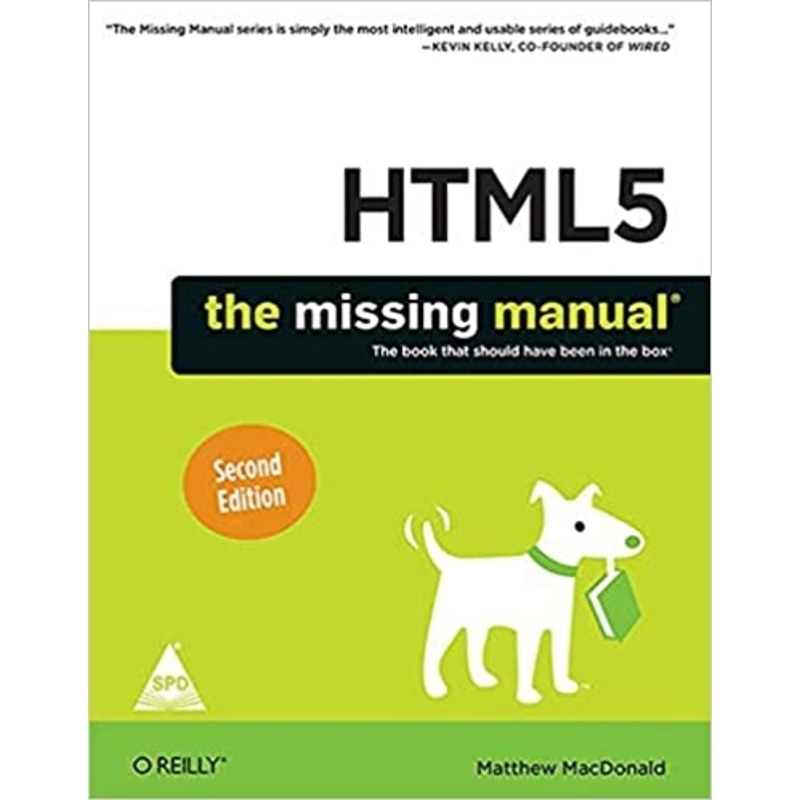 "The Missing Manual series is simply the most intelligent and usable series of guidebooks..."
—KEVIN KELLY, CO-FOUNDER OF WIRED
HTML5
the missing manual®
The book that should have been in the box®
Second
Edition
SPD
™
O REILLY®
Matthew MacDonald